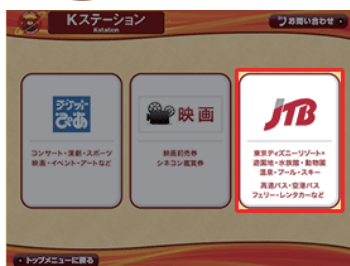 Kステーション
Kstation
お問い合わせ
チケット
ぴあ
コンサート・演劇・スポーツ
映画・イベント・アートなど
映画
映画前売券
シネコン鑑賞券
JTB
東京ディズニーリゾート・
遊園地・水族館・動物園
温泉・プール・スキー
高速バス・空港バス
フェリー・レンタカーなど
トップメニューに戻る